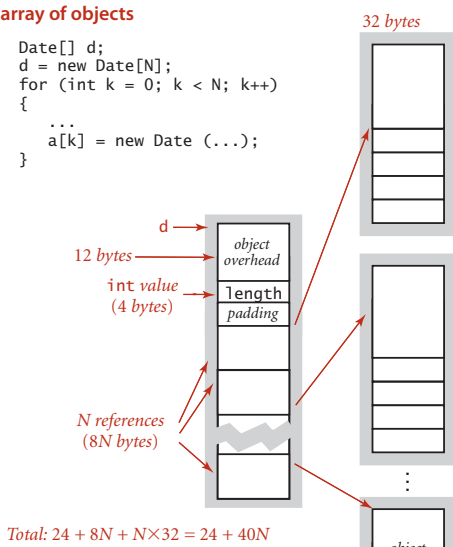 array of objects
32 bytes
Date[] d;
d = new Date[N];
for (int k = 0; k < N; k++)
{
...
a[k] = new Date (...);
}
d
object
overhead
12 bytes
int value
(4 bytes)
length
padding
N references
(8N bytes)
Total: 24 + 8N + N×32 = 24 + 40N
object